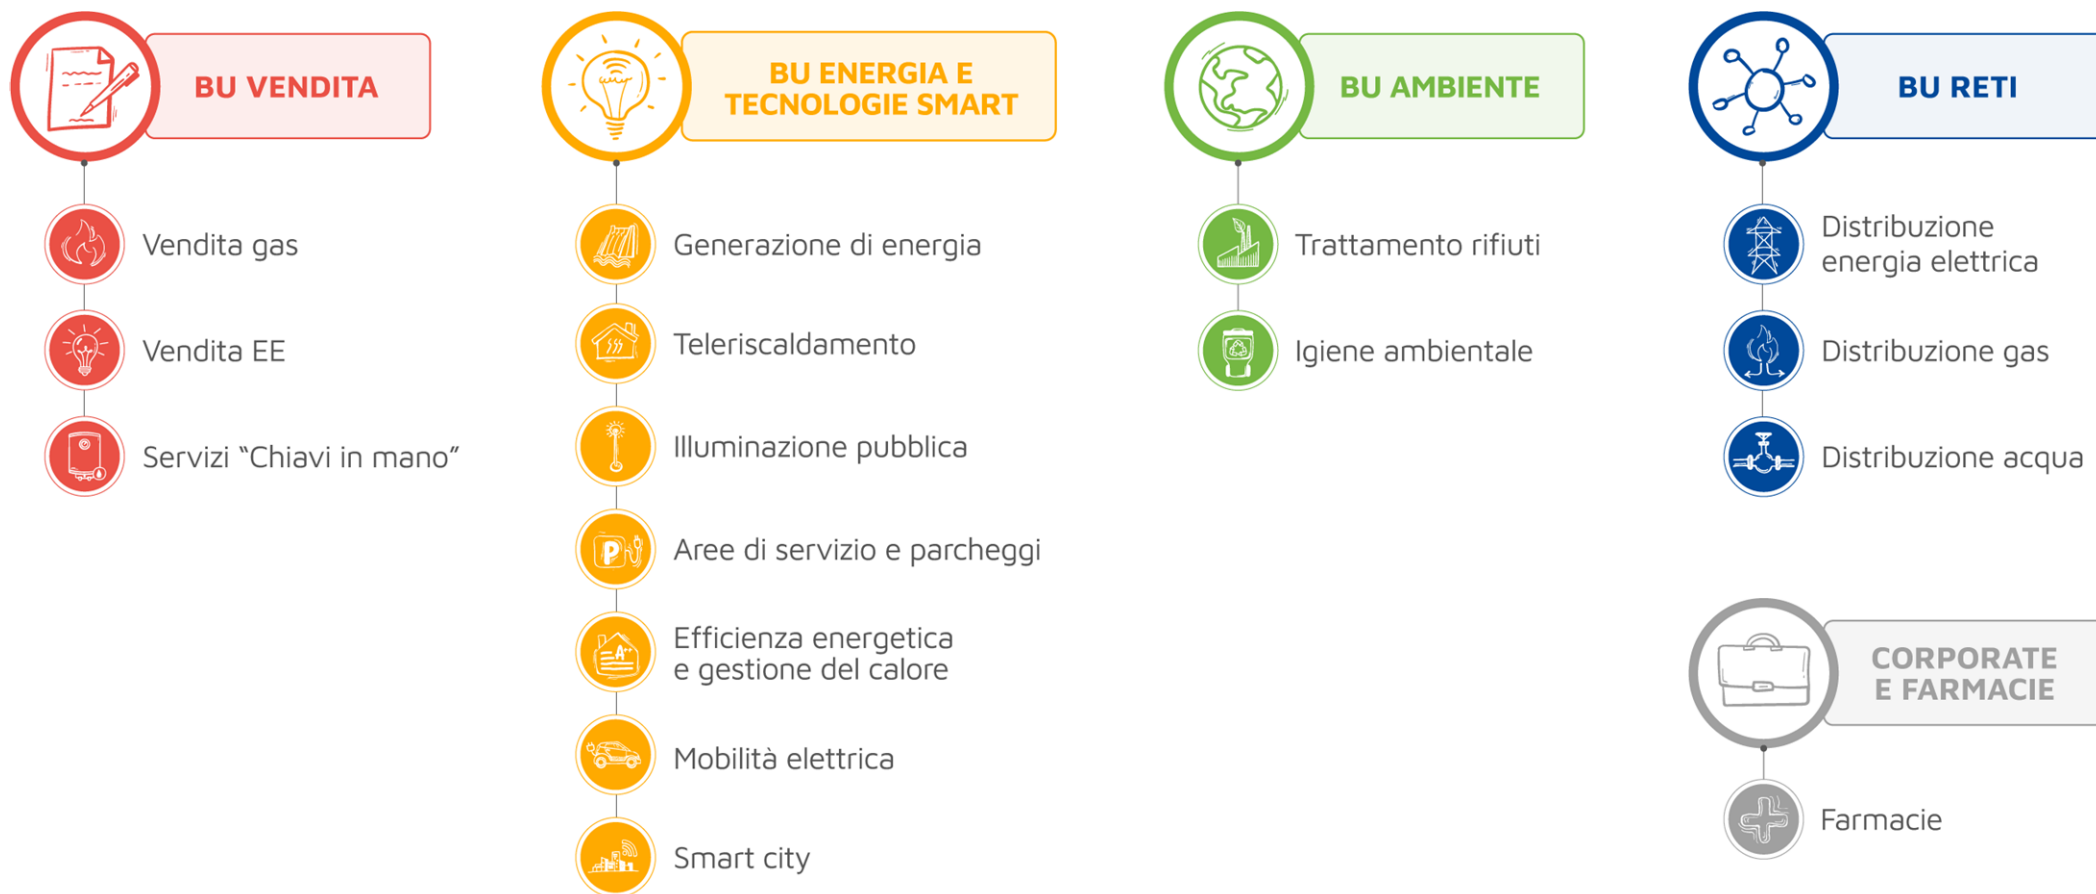 BU VENDITA
Vendita gas
Vendita EE
Servizi “Chiavi in mano”
BU ENERGIA E
TECNOLOGIE SMART
Generazione di energia
Teleriscaldamento
Illuminazione pubblica
P
Aree di servizio e parcheggi
A++
Efficienza energetica
e gestione del calore
Mobilità elettrica
Smart city
BU AMBIENTE
Trattamento rifiuti
Igiene ambientale
BU RETI
Distribuzione
energia elettrica
Distribuzione gas
Distribuzione acqua
CORPORATE
E FARMACIE
Farmacie